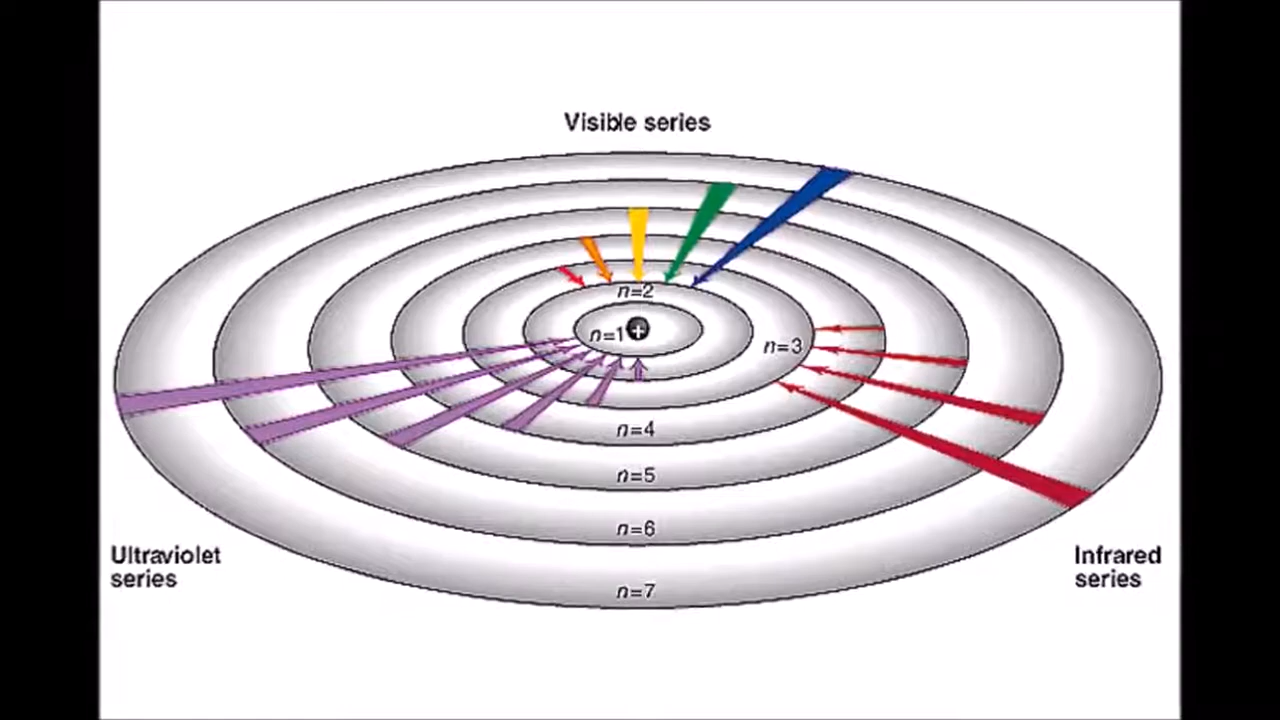 Visible series
n=2
n=1
+
n=3
n=4
n=5
n=6
n=7
Ultraviolet
series
Infrared
series